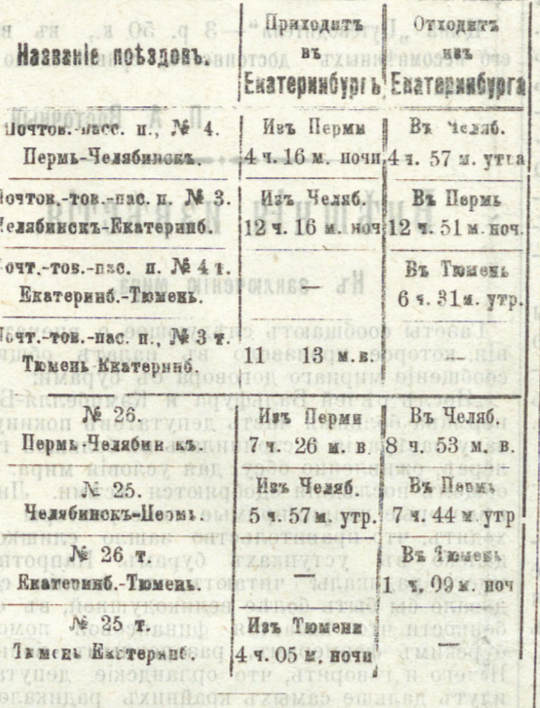 Названіе поѣздовъ.
Приходитъ
въ
Екатеринбургъ
Отходитъ
изъ
Екатеринбурга
Почтов.-пасс. п., № 4.
Пермь-Челябинскъ.
Изъ Перми
4 ч. 16 м. ночи
Въ Челяб.
4 ч. 57 м. утра
Почтов.-тов.-пас. п. № 3.
Челябинскъ-Екатеринб.
Изъ Челяб.
12 ч. 16 м. ноч
Въ Пермь
12 ч. 51 м. ноч.
Почт.-тов.-пас. п. № 4 т.
Екатеринб.-Тюмень.
—
Въ Тюмень
6 ч. 31 м. утр.
Почт.-тов.-пас. п., № 3 т.
Тюмень Екатеринб.
11 13 м. в.
№ 26.
Пермь-Челябин къ.
Изъ Перми
7 ч. 26 м. в.
Въ Челяб.
8 ч. 53 м. в.
№ 25.
Челябинскъ-Пермь.
Изъ Челяб.
5 ч. 57 м. утр.
Въ Пермь
7 ч. 44 м. утр
№ 26 т.
Екатеринб.-Тюмень.
—
Въ Тюмень
1 ч. 09 м. ноч
№ 25 т.
Тюмень Екатеринб.
Изъ Тюмени
4 ч. 05 м. ночи
—